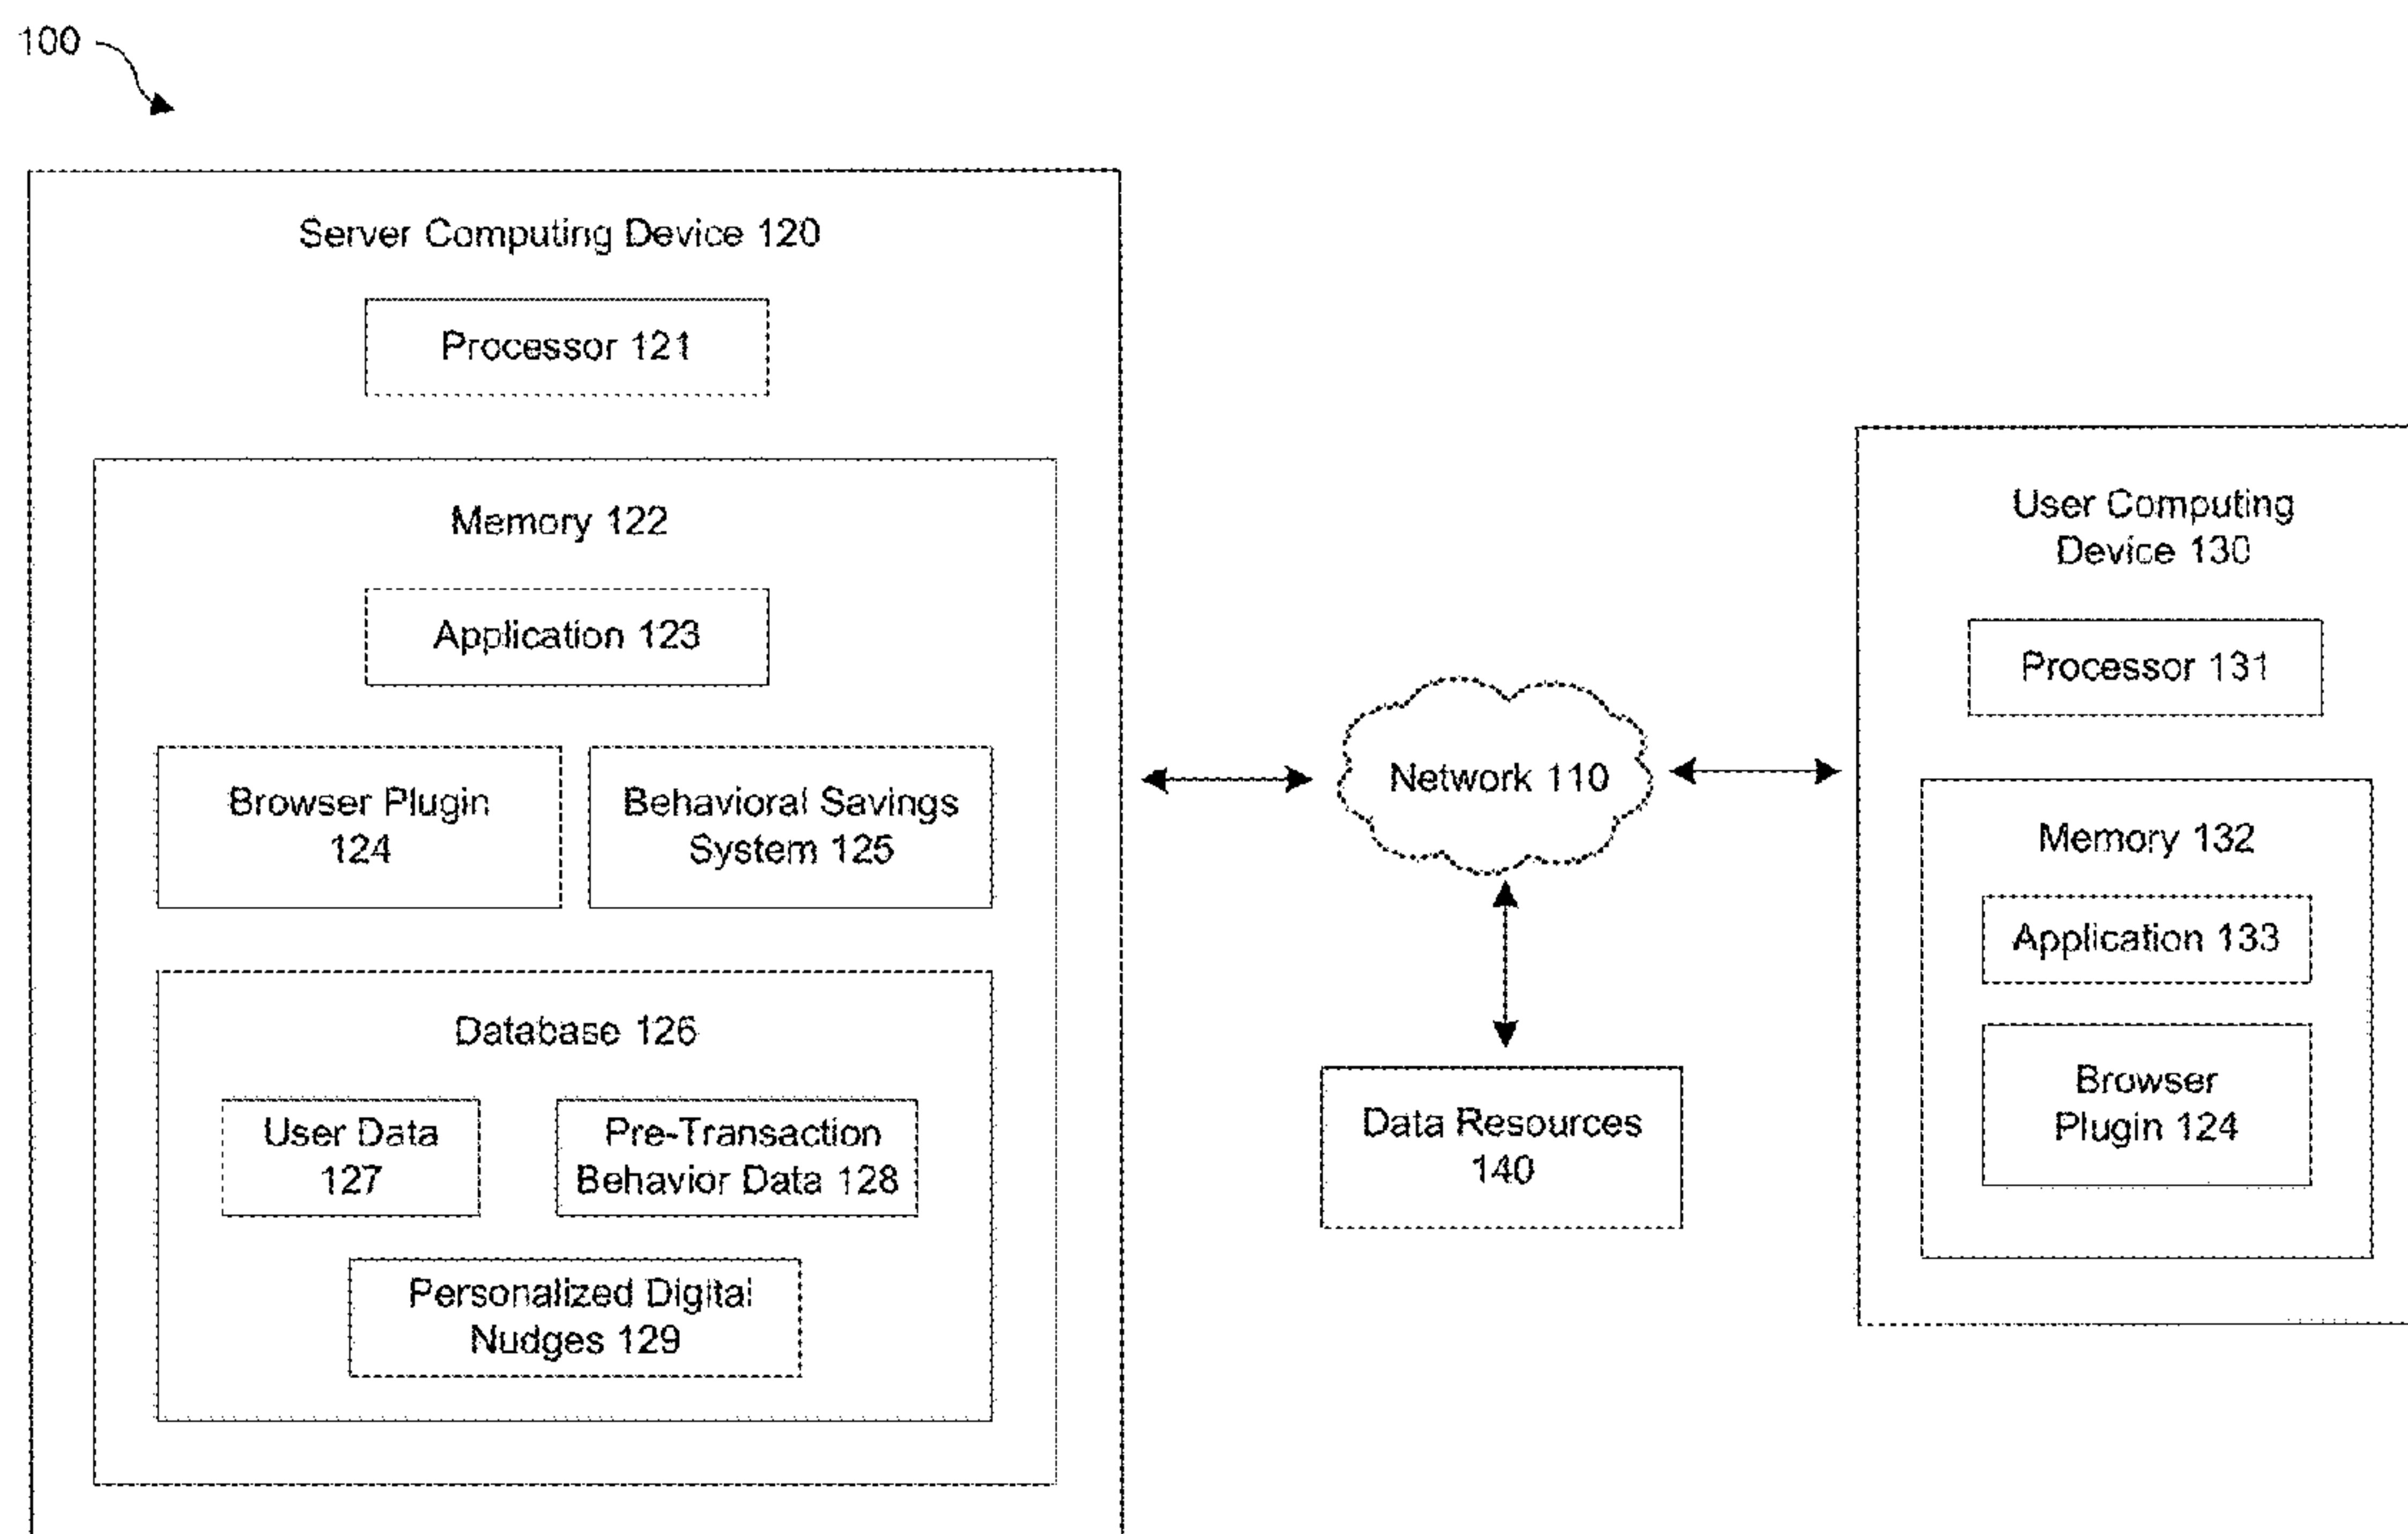 100
Server Computing Device 120
Processor 121
Memory 122
Application 123
Browser Plugin
124
Behavioral Savings
System 125
Database 126
User Data
127
Pre-Transaction
Behavior Data 128
Personalized Digital
Nudges 129
Network 110
Data Resources
140
User Computing
Device 130
Processor 131
Memory 132
Application 133
Browser
Plugin 124